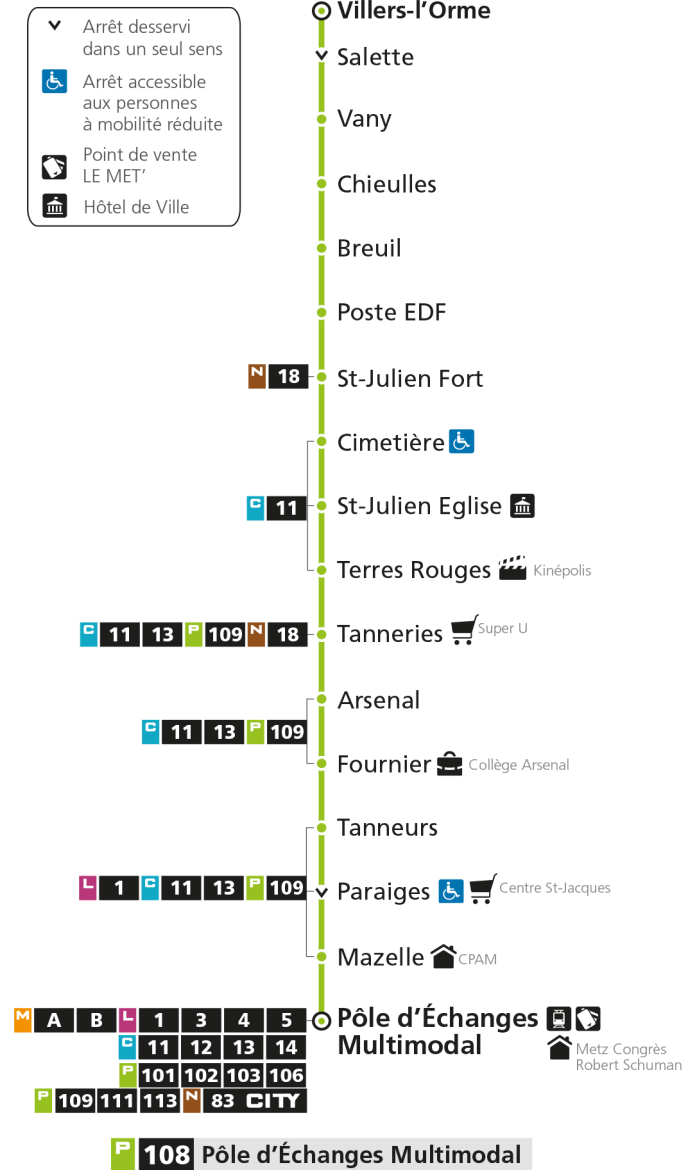 Villers-l’Orme
Arrêt desservi
dans un seul sens
Arrêt accessible
aux personnes
à mobilité réduite
Point de vente
LE MET’
Hôtel de Ville
Salette
Vany
Chieulles
Breuil
Poste EDF
N 18 St-Julien Fort
Cimetière
C 11 St-Julien Eglise
Terres Rouges Kinépolis
C 11 13 P 109 N 18 Tanneries Super U
Arsenal
C 11 13 P 109
Fournier Collège Arsenal
Tanneurs
L 1 C 11 13 P 109 Paraiges Centre St-Jacques
Mazelle CPAM
M A B L 1 3 4 5 Pôle d’Échanges
C 11 12 13 14 Multimodal Metz Congrès
Robert Schuman
P 101 102 103 106
P 109 111 113 N 83 CITY
P 108 Pôle d’Échanges Multimodal